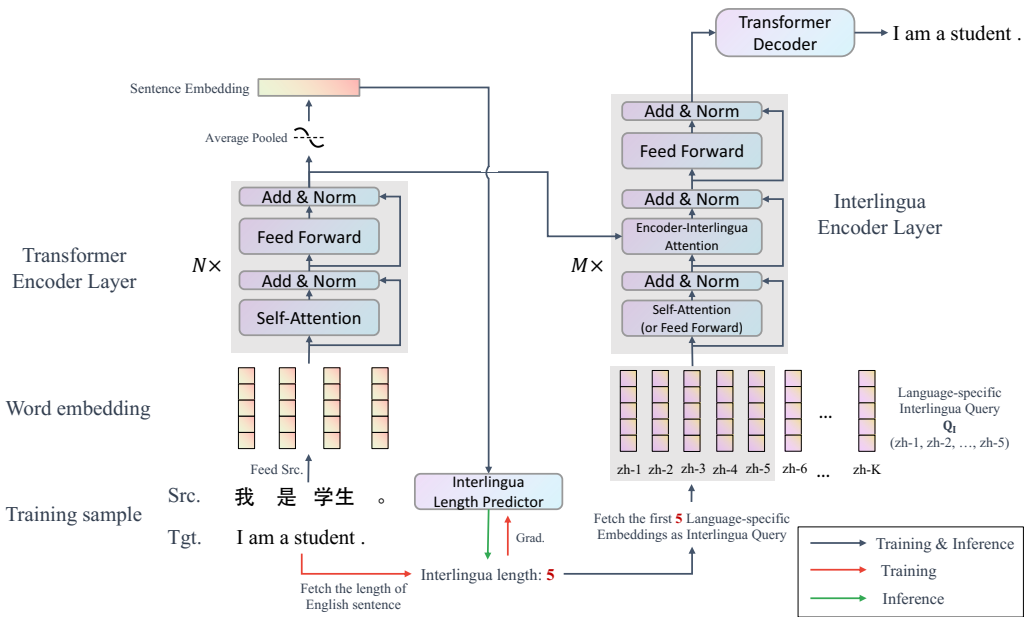 Transformer
Decoder
I am a student .
Sentence Embedding
Average Pooled
Add & Norm
Feed Forward
Add & Norm
Self-Attention
Transformer
Encoder Layer
N×
Add & Norm
Feed Forward
Add & Norm
Encoder-Interlingua
Attention
Add & Norm
Self-Attention
(or Feed Forward)
M×
Interlingua
Encoder Layer
Word embedding
Feed Src.
zh-1 zh-2 zh-3 zh-4 zh-5 zh-6 ... zh-K
...
Language-specific
Interlingua Query
Q_I
(zh-1, zh-2, …, zh-5)
Training sample
Src. 我 是 学生 。
Tgt. I am a student .
Interlingua
Length Predictor
Grad.
Fetch the length of
English sentence
Interlingua length: 5
Fetch the first 5 Language-specific
Embeddings as Interlingua Query
Training & Inference
Training
Inference